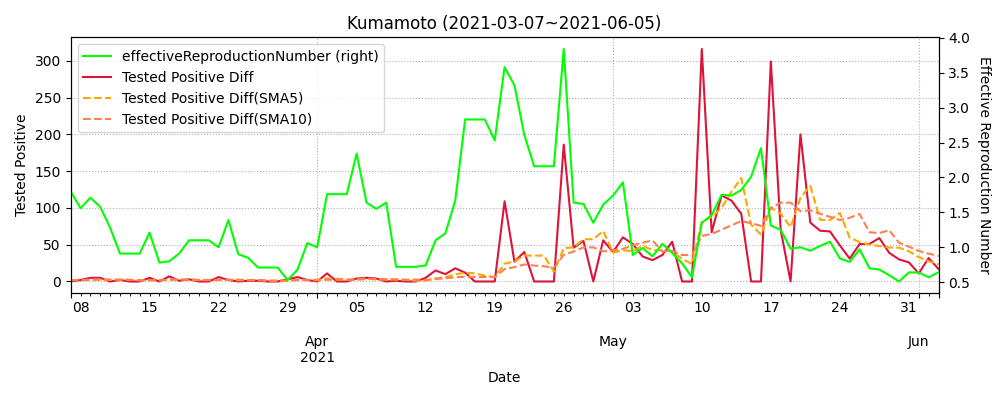 Kumamoto (2021-03-07~2021-06-05)
effectiveReproductionNumber (right)
Tested Positive Diff
Tested Positive Diff(SMA5)
Tested Positive Diff(SMA10)
Tested Positive
300
250
200
150
100
50
0
4.0
3.5
3.0
2.5
2.0
1.5
1.0
0.5
Effective Reproduction Number
08 15 22 29 05 12 19 26 03 10 17 24 31
Apr May Jun
2021
Date